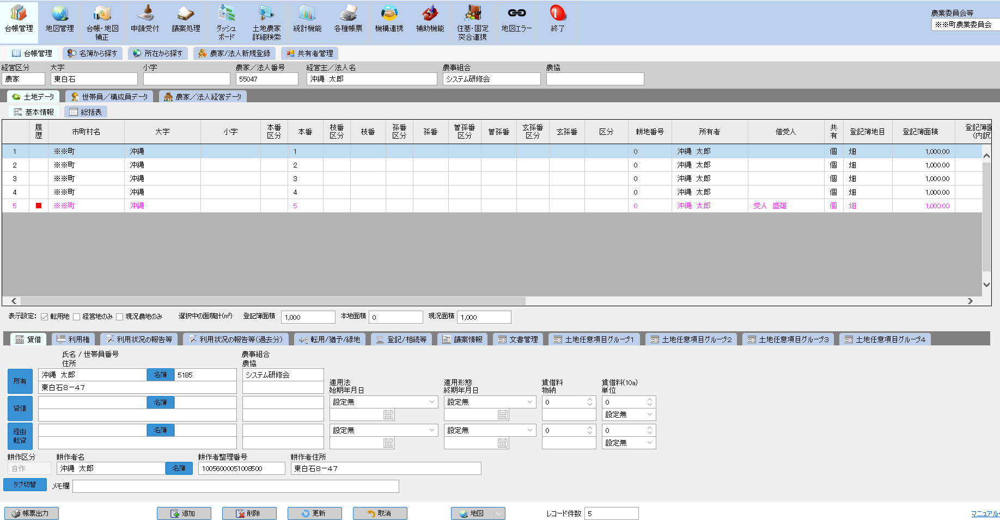 台帳管理 地図管理 台帳・地図補正 申請受付 議案処理 ダッシュボード 土地農家詳細検索 統計機能 各種帳票 機構連携 補助機能 住基・固定突合連携 地図エラー 終了
農業委員会等
※※町農業委員会
台帳管理 名簿から探す 所在から探す 農家/法人新規登録 共有者管理
経営区分 大字 小字 農家／法人番号 経営主／法人名 農事組合 農協
農家 東白石 55047 沖縄 太郎 システム研修会
土地データ 世帯員／構成員データ 農家／法人経営データ
基本情報 総括表
履歴 市町村名 大字 小字 本番区分 本番 枝番区分 枝番 孫番区分 孫番 曽孫番区分 曽孫番 玄孫番区分 玄孫番 区分 耕地番号 所有者 借受人 共有 登記簿地目 登記簿面積 登記簿面(内訳
1 ※※町 沖縄 1 0 沖縄 太郎 個 畑 1,000.00
2 ※※町 沖縄 2 0 沖縄 太郎 個 畑 1,000.00
3 ※※町 沖縄 3 0 沖縄 太郎 個 畑 1,000.00
4 ※※町 沖縄 4 0 沖縄 太郎 個 畑 1,000.00
5 ■ ※※町 沖縄 5 0 沖縄 太郎 受人 盛雄 個 畑 1,000.00
表示設定: 転用地 経営地のみ 現況農地のみ 選択中の面積計(㎡) 登記簿面積 1,000 本地面積 0 現況面積 1,000
貸借 利用権 利用状況の報告等 利用状況の報告等(過去分) 転用/猶予/緑地 登記/相続等 議案情報 文書管理 土地任意項目グループ1 土地任意項目グループ2 土地任意項目グループ3 土地任意項目グループ4
氏名 / 世帯員番号 農事組合
住所 農協
所有 沖縄 太郎 名簿 5185 システム研修会
東白石8－47
適用法 適用形態 賃借料 賃借料(10a)
始期年月日 終期年月日 物納 単位
貸借 名簿 設定無 設定無 0 0
設定無
経由転貸 名簿 設定無 設定無 0 0
設定無
耕作区分 耕作者名 耕作者整理番号 耕作者住所
自作 沖縄 太郎 名簿 10056000051008500 東白石8－47
タブ切替 メモ欄
帳票出力 追加 削除 更新 取消 地図 レコード件数 5 マニュアル・